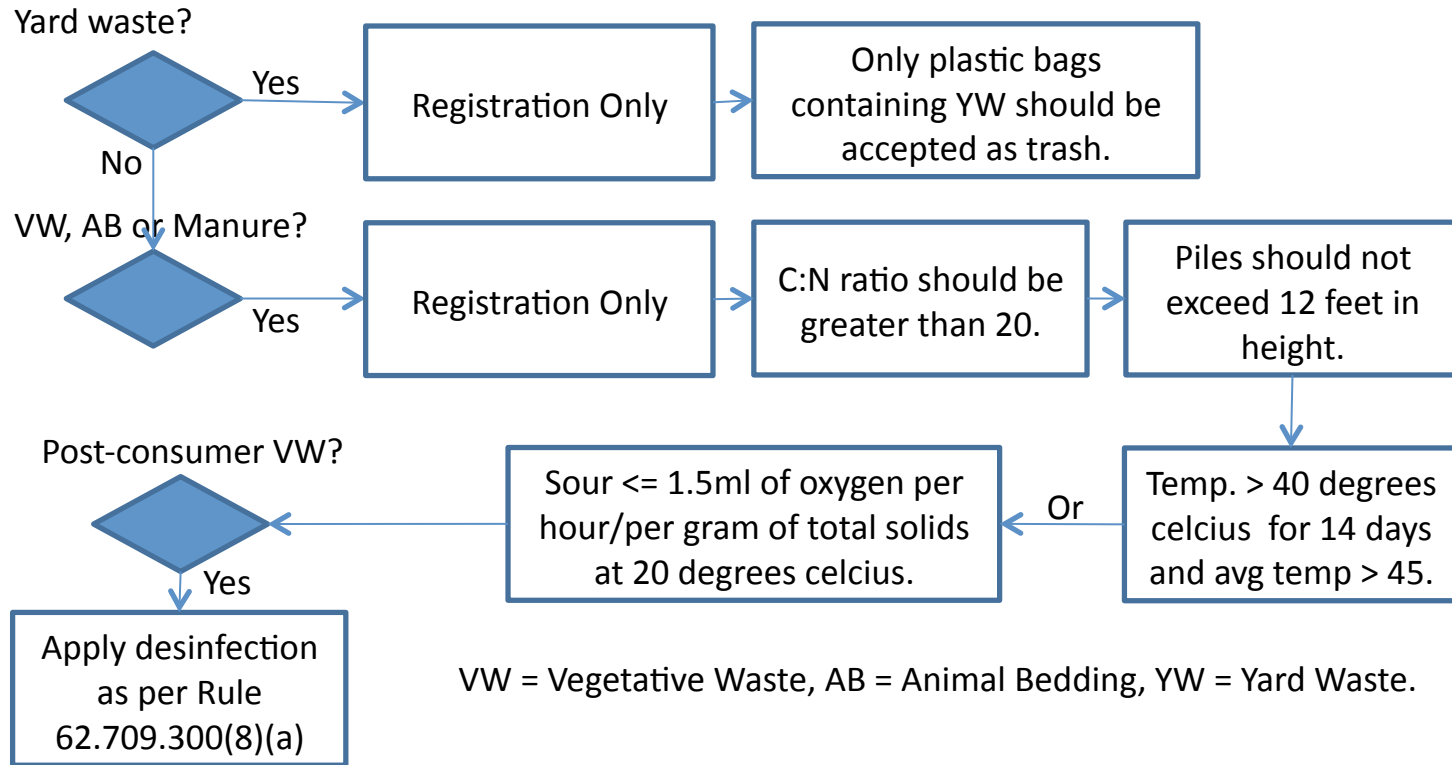 Yard waste?
Yes
Registration Only
Only plastic bags
containing YW should be
accepted as trash.
No
VW, AB or Manure?
Yes
Registration Only
C:N ratio should be
greater than 20.
Piles should not
exceed 12 feet in
height.
Temp. > 40 degrees
celcius for 14 days
and avg temp > 45.
Or
Sour <= 1.5ml of oxygen per
hour/per gram of total solids
at 20 degrees celcius.
Post-consumer VW?
Yes
Apply desinfection
as per Rule
62.709.300(8)(a)
VW = Vegetative Waste, AB = Animal Bedding, YW = Yard Waste.